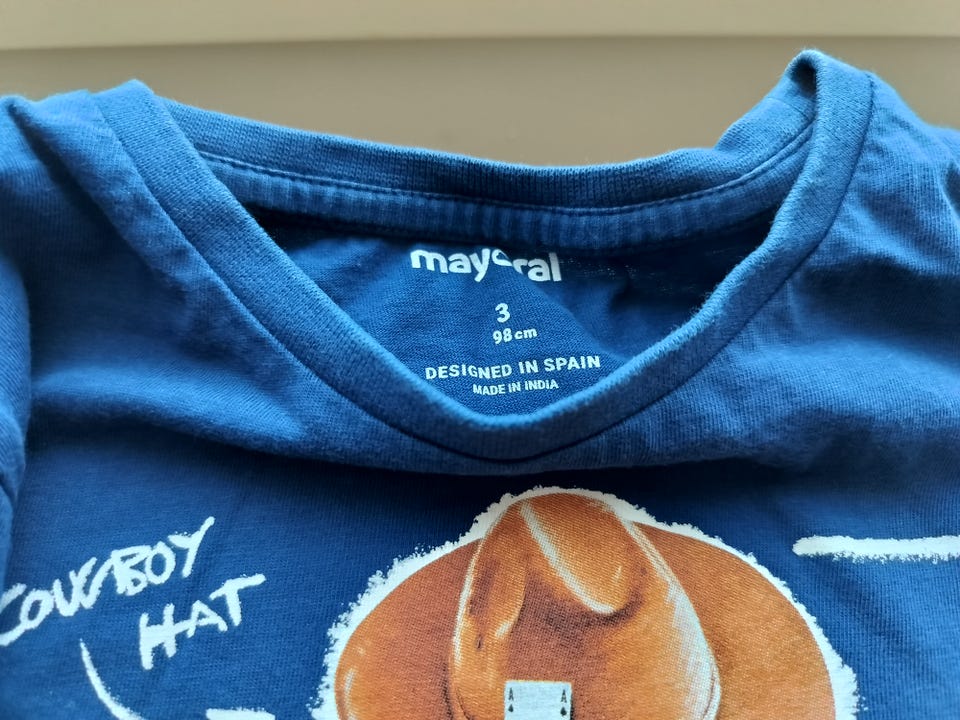 mayoral
3
98cm
DESIGNED IN SPAIN
MADE IN INDIA
COWBOY
HAT
A A